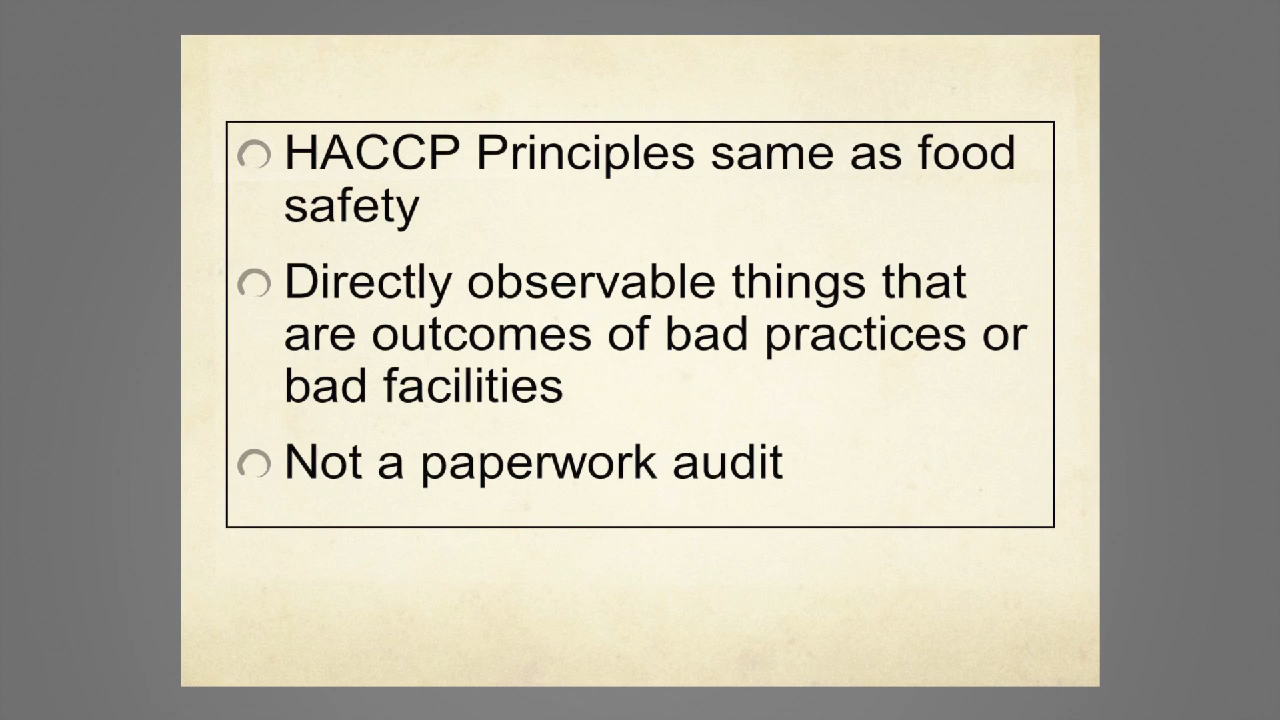 HACCP Principles same as food
safety
Directly observable things that
are outcomes of bad practices or
bad facilities
Not a paperwork audit